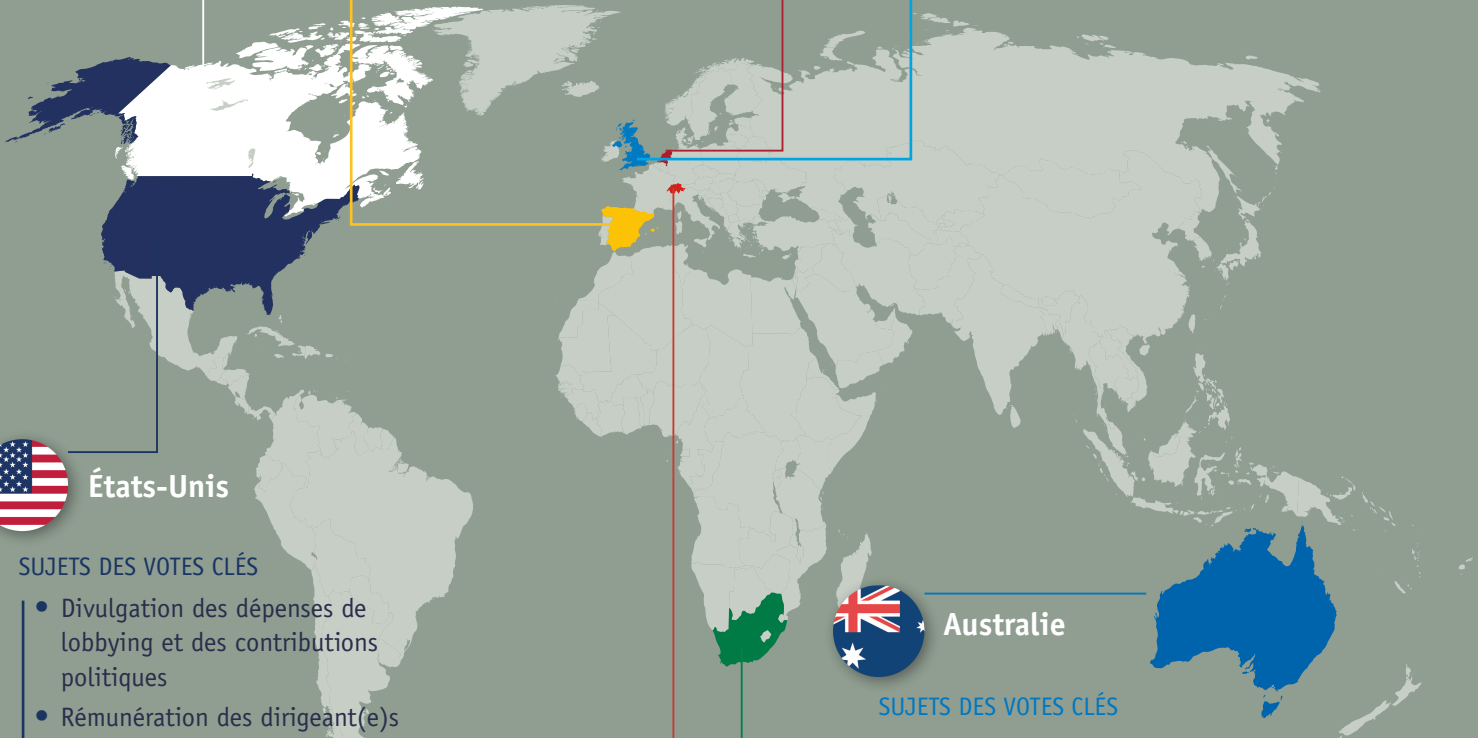 États-Unis
SUJETS DES VOTES CLÉS
• Divulgation des dépenses de
lobbying et des contributions
politiques
• Rémunération des dirigeant(e)s
Australie
SUJETS DES VOTES CLÉS